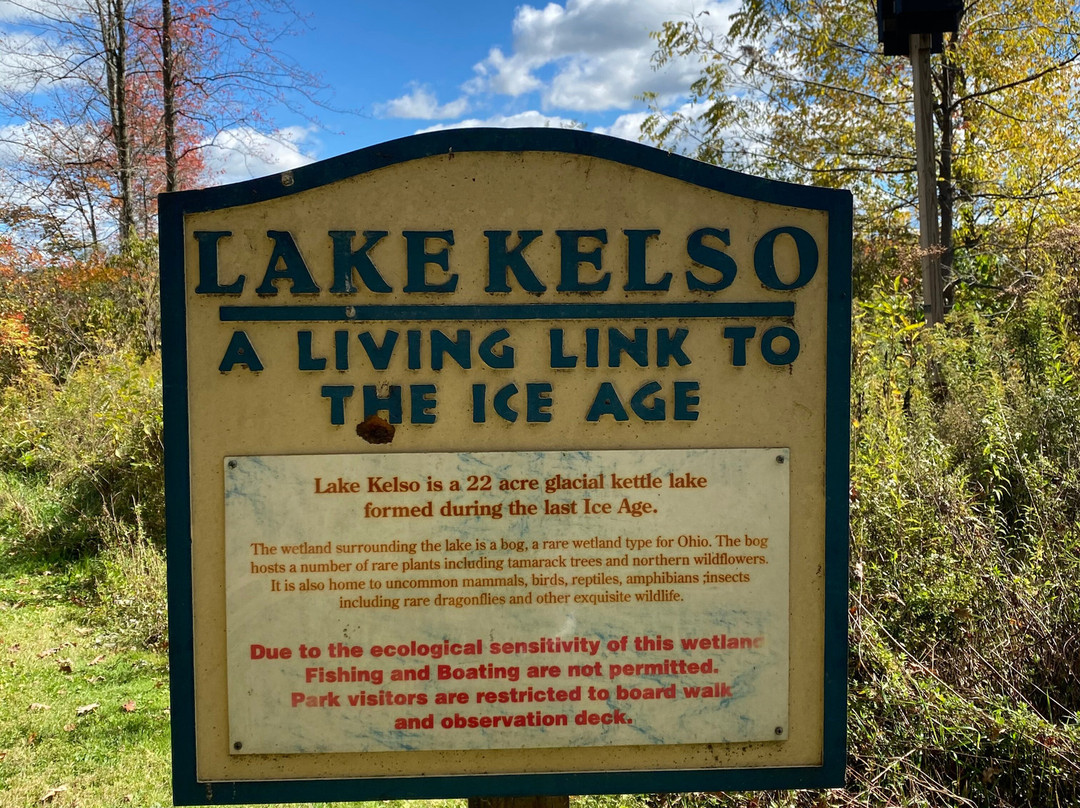 LAKE KELSO
A LIVING LINK TO
THE ICE AGE
Lake Kelso is a 22 acre glacial kettle lake
formed during the last Ice Age.
The wetland surrounding the lake is a bog, a rare wetland type for Ohio. The bog
hosts a number of rare plants including tamarack trees and northern wildflowers.
It is also home to uncommon mammals, birds, reptiles, amphibians ;insects
including rare dragonflies and other exquisite wildlife.
Due to the ecological sensitivity of this wetland
Fishing and Boating are not permitted.
Park visitors are restricted to board walk
and observation deck.